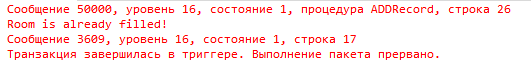 Сообщение 50000, уровень 16, состояние 1, процедура ADDRecord, строка 26
Room is already filled!
Сообщение 3609, уровень 16, состояние 1, строка 17
Транзакция завершилась в триггере. Выполнение пакета прервано.